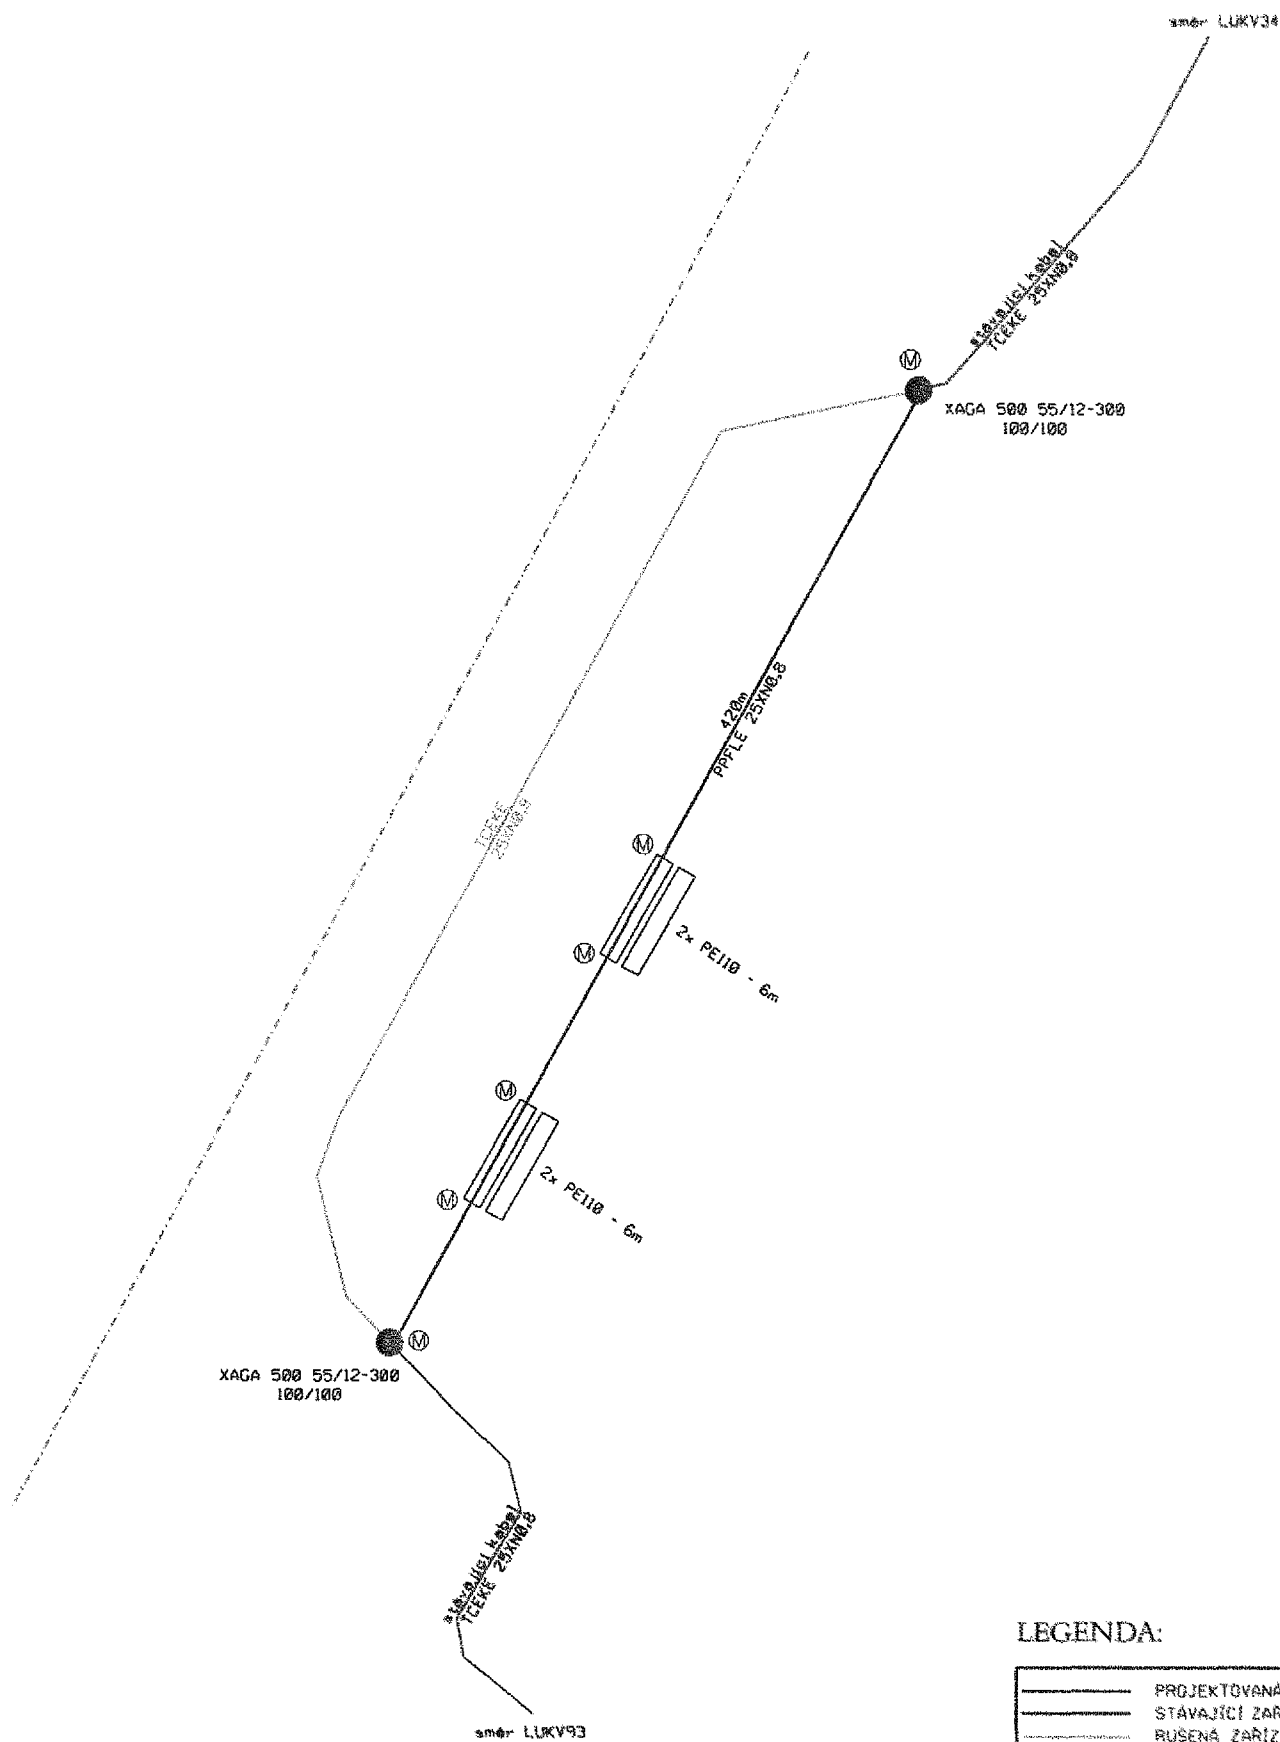 směr LUKV34
stávající kabel
TCEKE 25XN0,8
M
XAGA 500 55/12-300
100/100
420m
PPFLE 25XN0,8
TCEKE
25XN0,8
M
M
2x PE110 - 6m
M
M
2x PE110 - 6m
M
XAGA 500 55/12-300
100/100
stávající kabel
TCEKE 25XN0,8
směr LUKV93
LEGENDA:
PROJEKTOVANÁ
STÁVAJÍCÍ ZAŘ
RUŠENÁ ZAŘÍZ